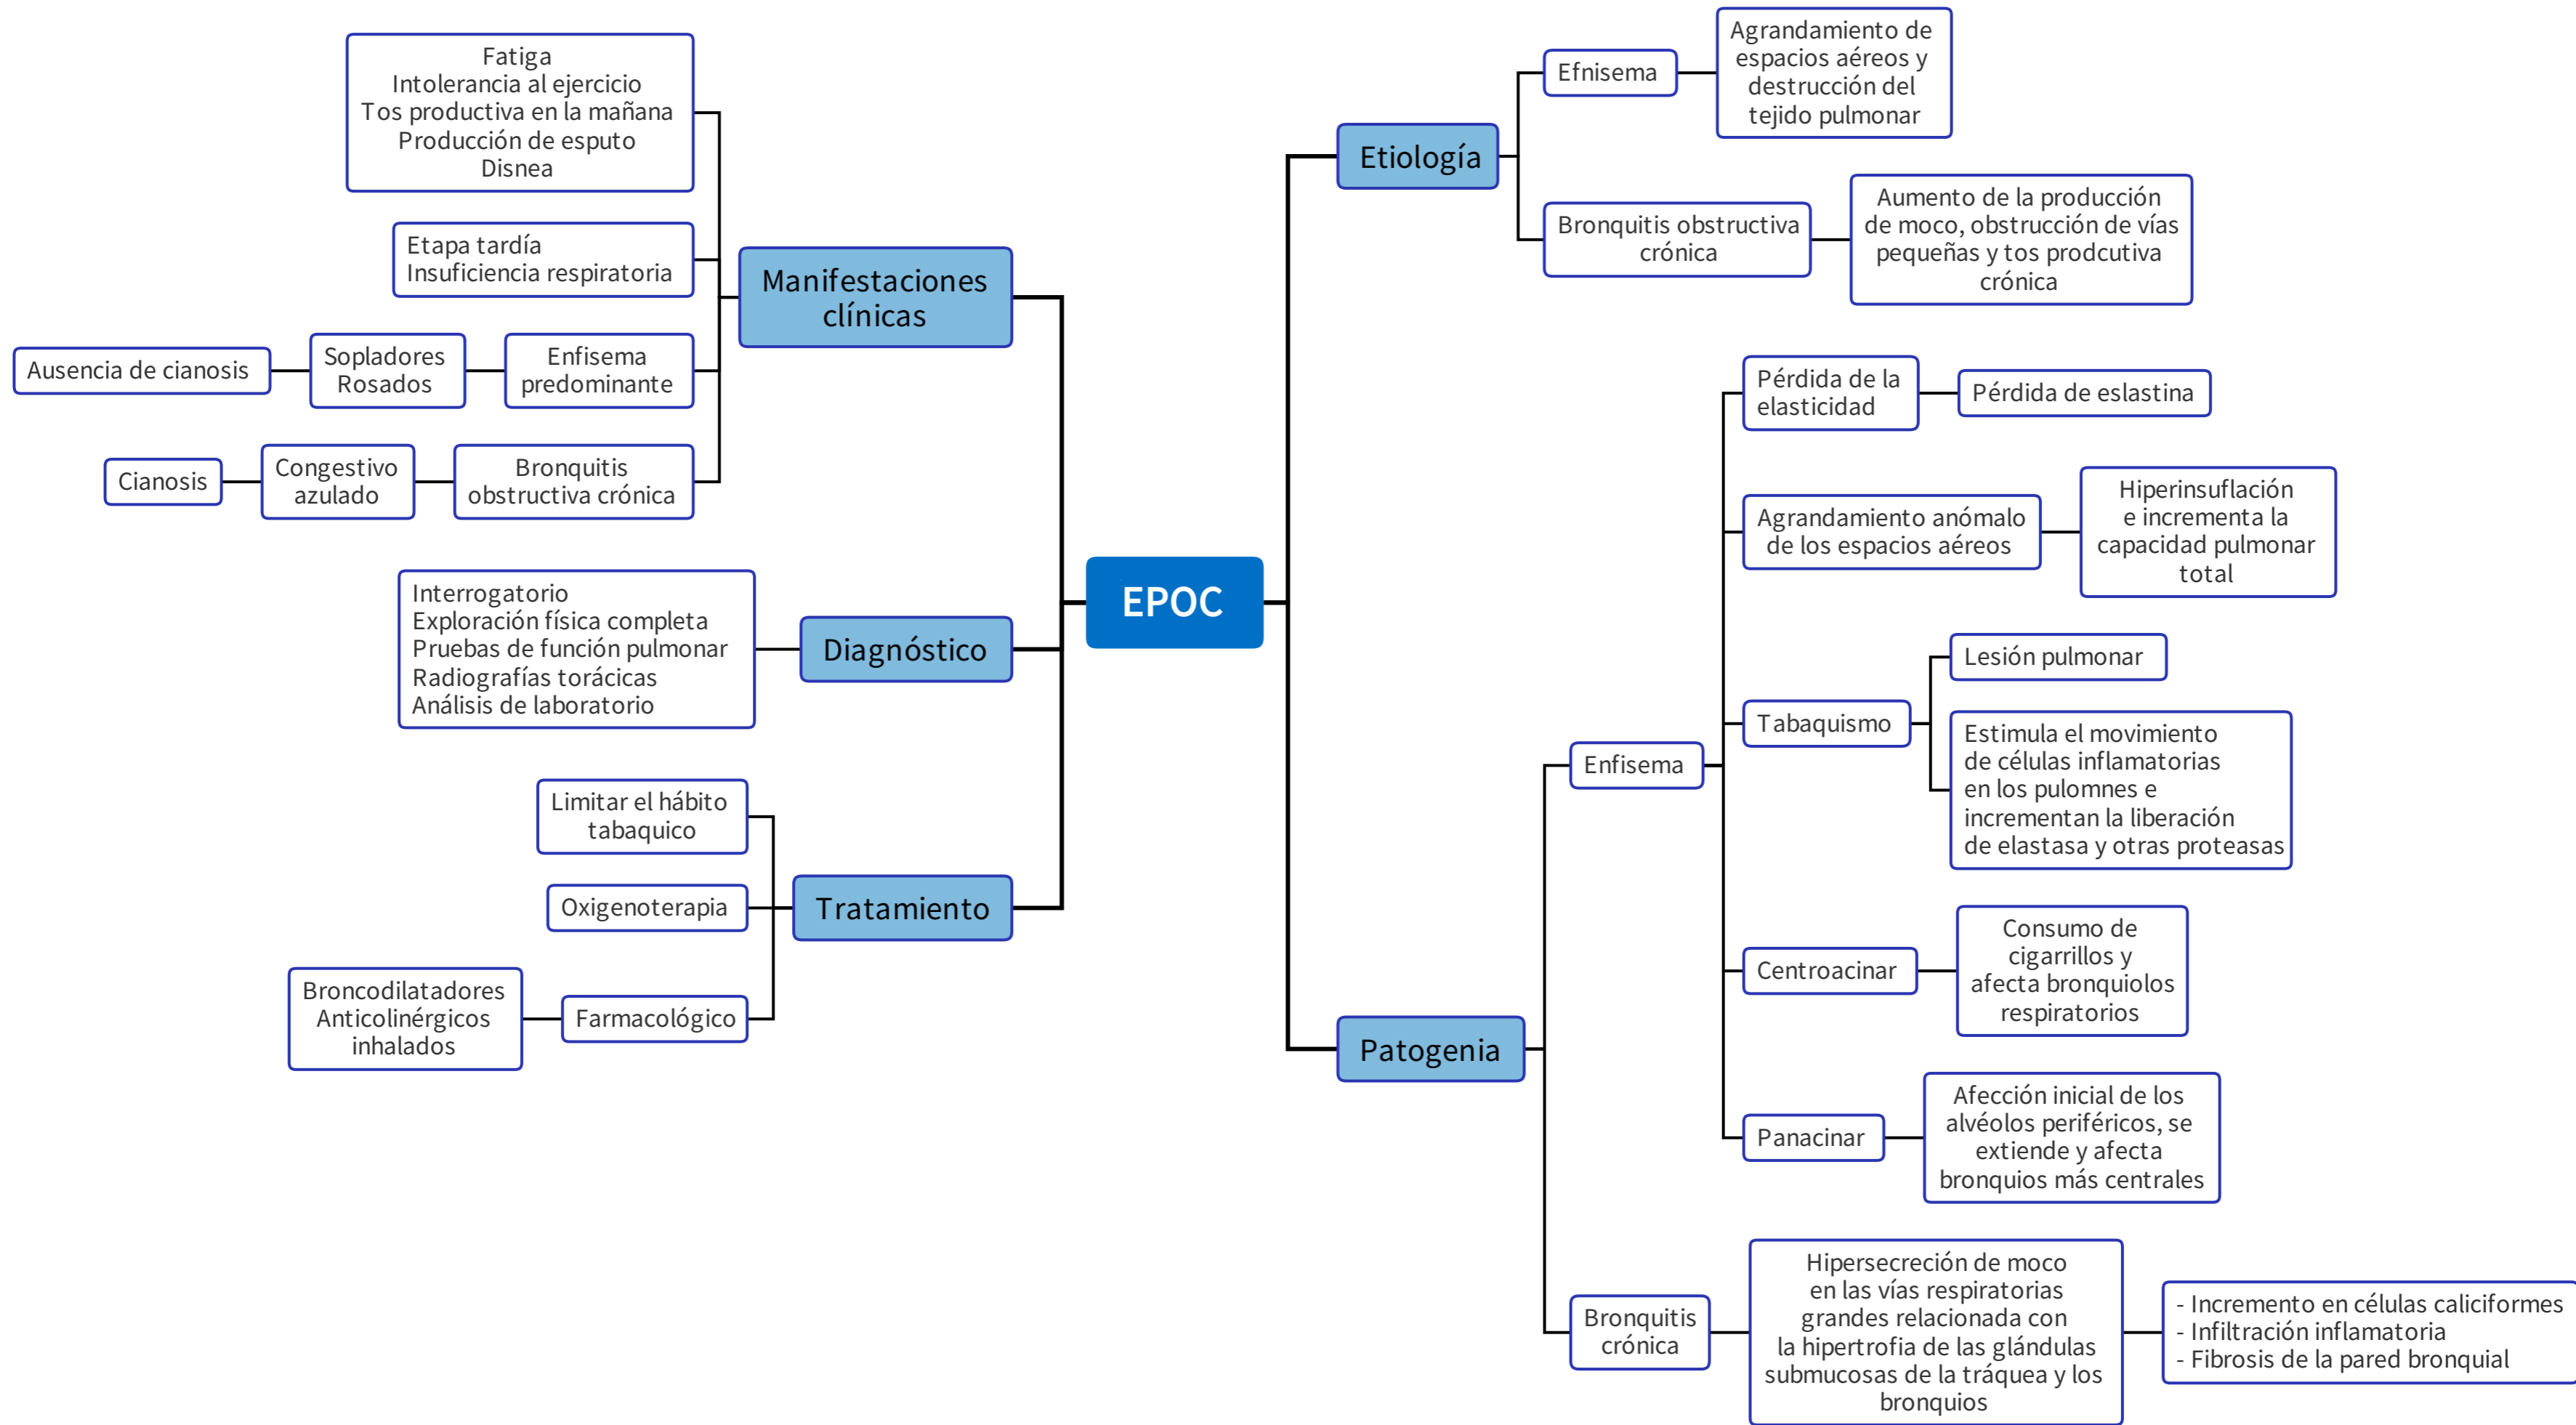 EPOC
Manifestaciones
clínicas
Fatiga
Intolerancia al ejercicio
Tos productiva en la mañana
Producción de esputo
Disnea
Etapa tardía
Insuficiencia respiratoria
Enfisema
predominante
Sopladores
Rosados
Ausencia de cianosis
Bronquitis
obstructiva crónica
Congestivo
azulado
Cianosis
Diagnóstico
Interrogatorio
Exploración física completa
Pruebas de función pulmonar
Radiografías torácicas
Análisis de laboratorio
Tratamiento
Limitar el hábito
tabaquico
Oxigenoterapia
Farmacológico
Broncodilatadores
Anticolinérgicos
inhalados
Etiología
Efnisema
Agrandamiento de
espacios aéreos y
destrucción del
tejido pulmonar
Bronquitis obstructiva
crónica
Aumento de la producción
de moco, obstrucción de vías
pequeñas y tos prodcutiva
crónica
Patogenia
Enfisema
Pérdida de la
elasticidad
Pérdida de eslastina
Agrandamiento anómalo
de los espacios aéreos
Hiperinsuflación
e incrementa la
capacidad pulmonar
total
Tabaquismo
Lesión pulmonar
Estimula el movimiento
de células inflamatorias
en los pulomnes e
incrementan la liberación
de elastasa y otras proteasas
Centroacinar
Consumo de
cigarrillos y
afecta bronquiolos
respiratorios
Panacinar
Afección inicial de los
alvéolos periféricos, se
extiende y afecta
bronquios más centrales
Bronquitis
crónica
Hipersecreción de moco
en las vías respiratorias
grandes relacionada con
la hipertrofia de las glándulas
submucosas de la tráquea y los
bronquios
- Incremento en células caliciformes
- Infiltración inflamatoria
- Fibrosis de la pared bronquial